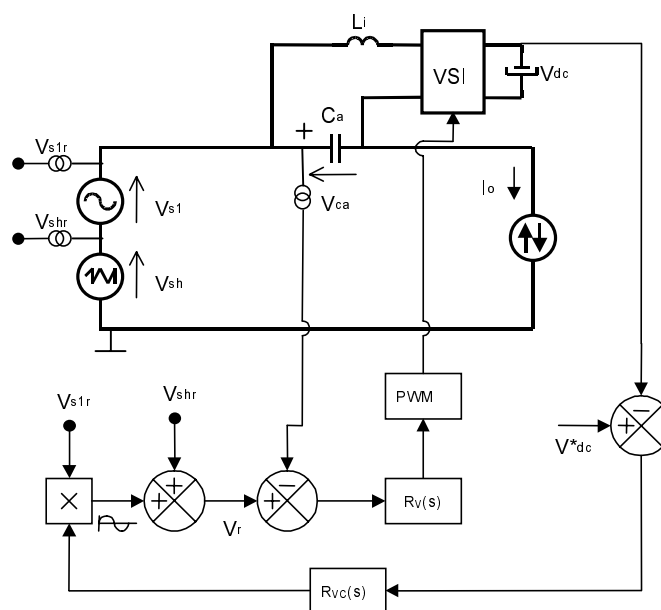 Li
VSI
Vdc
Ca
+
Vs1r
Vca
Io
Vs1
Vshr
Vsh
PWM
Vs1r
Vshr
−
+
V*dc
×
+
+
Vr
−
+
RV(s)
RVC(s)